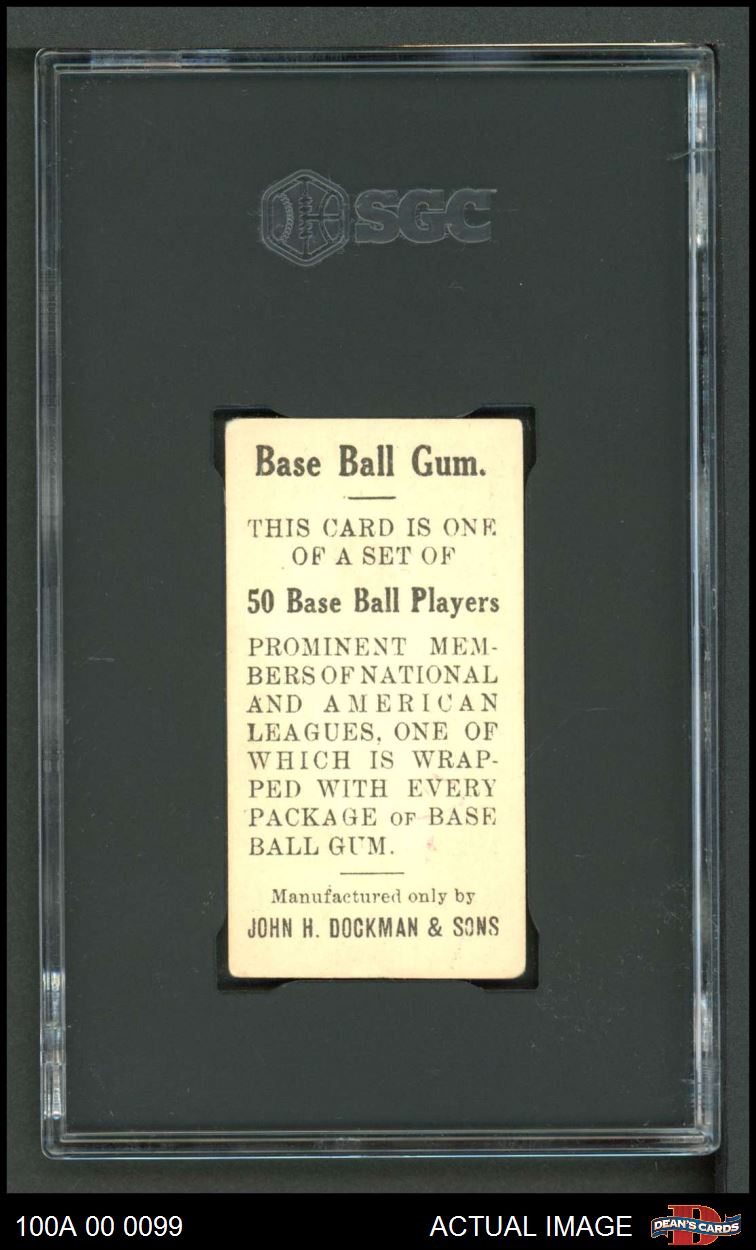 SGC
Base Ball Gum.
THIS CARD IS ONE
OF A SET OF
50 Base Ball Players
PROMINENT MEM-
BERS OF NATIONAL
AND AMERICAN
LEAGUES, ONE OF
WHICH IS WRAP-
PED WITH EVERY
PACKAGE OF BASE
BALL GUM.
Manufactured only by
JOHN H. DOCKMAN & SONS
100A 00 0099 ACTUAL IMAGE DEAN'S CARDS